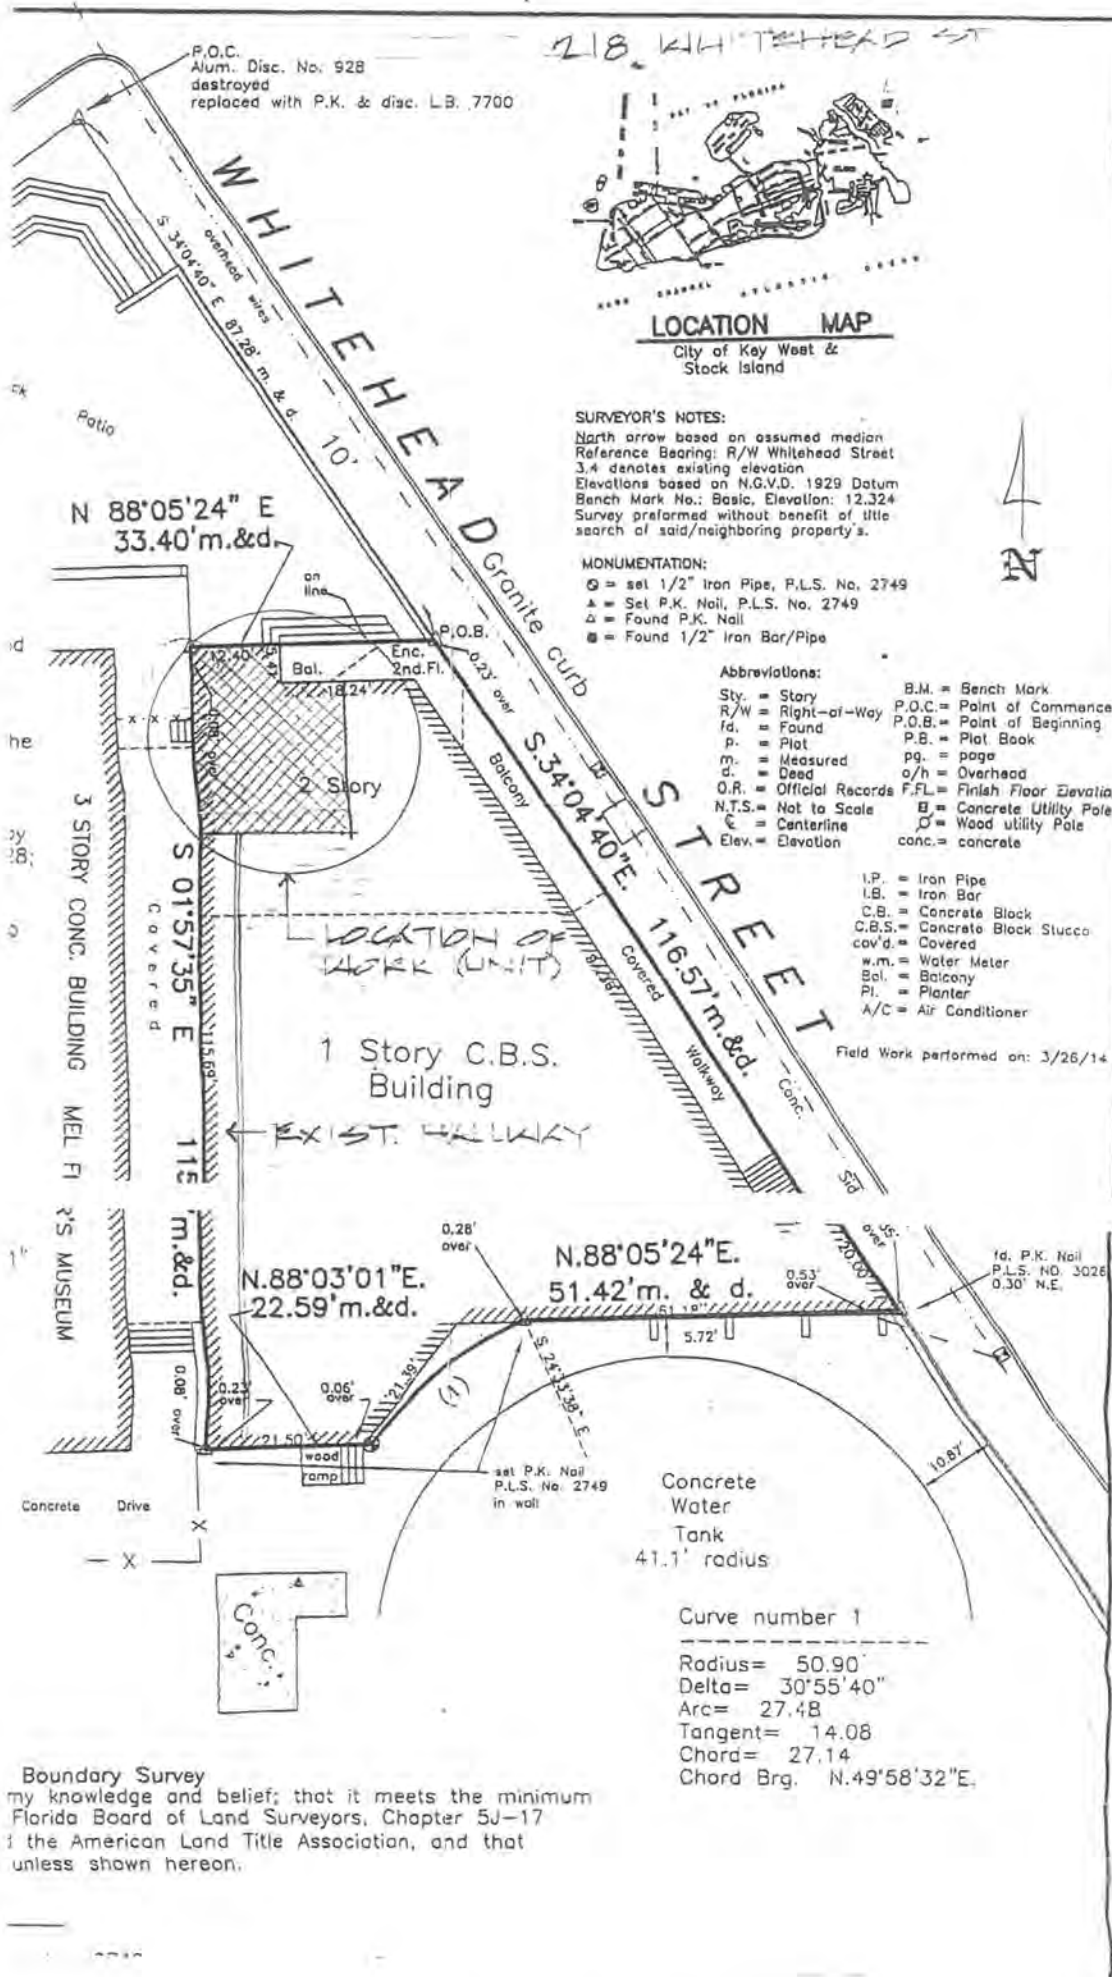 218 WHITEHEAD ST
P.O.C.
Alum. Disc. No. 928
destroyed
replaced with P.K. & disc. L.B. 7700
WHITEHEAD STREET
BAY OF FLORIDA
HAWK CHANNEL
ATLANTIC OCEAN
LOCATION MAP
City of Key West &
Stock Island
overhead wires
S 34°04'40" E 87.28' m. & d.
10'
Patio
SURVEYOR'S NOTES:
North arrow based on assumed median
Reference Bearing: R/W Whitehead Street
3.4 denotes existing elevation
Elevations based on N.G.V.D. 1929 Datum
Bench Mark No.: Basic, Elevation: 12.324
Survey preformed without benefit of title
search of said/neighboring property's.
N
N 88°05'24" E
33.40'm.&d.
MONUMENTATION:
= set 1/2" Iron Pipe, P.L.S. No. 2749
▲ = Set P.K. Nail, P.L.S. No. 2749
△ = Found P.K. Nail
= Found 1/2" Iron Bar/Pipe
on
line
Granite curb
P.O.B.
12.40'
Bal.
Enc.
2nd.Fl.
18.24'
0.23' over
Abbreviations:
Sty. = Story
R/W = Right-of-Way
fd. = Found
p. = Plat
m. = Measured
d. = Deed
O.R. = Official Records
N.T.S.= Not to Scale
℄ = Centerline
Elev.= Elevation
B.M. = Bench Mark
P.O.C.= Point of Commence
P.O.B.= Point of Beginning
P.B. = Plat Book
pg. = page
o/h = Overhead
F.FL.= Finish Floor Elevatio
= Concrete Utility Pole
= Wood utility Pole
conc.= concrete
I.P. = Iron Pipe
I.B. = Iron Bar
C.B. = Concrete Block
C.B.S.= Concrete Block Stucco
cov'd.= Covered
w.m.= Water Meter
Bal. = Balcony
Pl. = Planter
A/C = Air Conditioner
Field Work performed on: 3/26/14
2 Story
Balcony
S.34°04'40"E. 116.57'm.&d.
LOCATION OF
WORK (UNIT)
Covered Walkway
3 STORY CONC. BUILDING MEL FI R'S MUSEUM
Covered
S 01°57'35" E 115 'm.&d.
115.69'
1 Story C.B.S.
Building
EXIST. HALLWAY
Conc. Sid
0.28'
over
N.88°05'24"E.
51.42'm. & d.
0.53'
over
20.00'
fd. P.K. Nail
P.L.S. NO. 3026
0.30' N.E.
N.88°03'01"E.
22.59'm.&d.
51.18'
5.72'
21.39'
(1)
S 24°33'38" E
0.08' over
0.23'
over
0.06'
over
21.50'
wood
ramp
set P.K. Nail
P.L.S. No. 2749
in wall
10.87'
Concrete Drive
Concrete
Water
Tank
41.1' radius
X
X
Conc.
Curve number 1
Radius= 50.90
Delta= 30°55'40"
Arc= 27.48
Tangent= 14.08
Chord= 27.14
Chord Brg. N.49°58'32"E.
Boundary Survey
my knowledge and belief; that it meets the minimum
Florida Board of Land Surveyors, Chapter 5J-17
the American Land Title Association, and that
unless shown hereon.